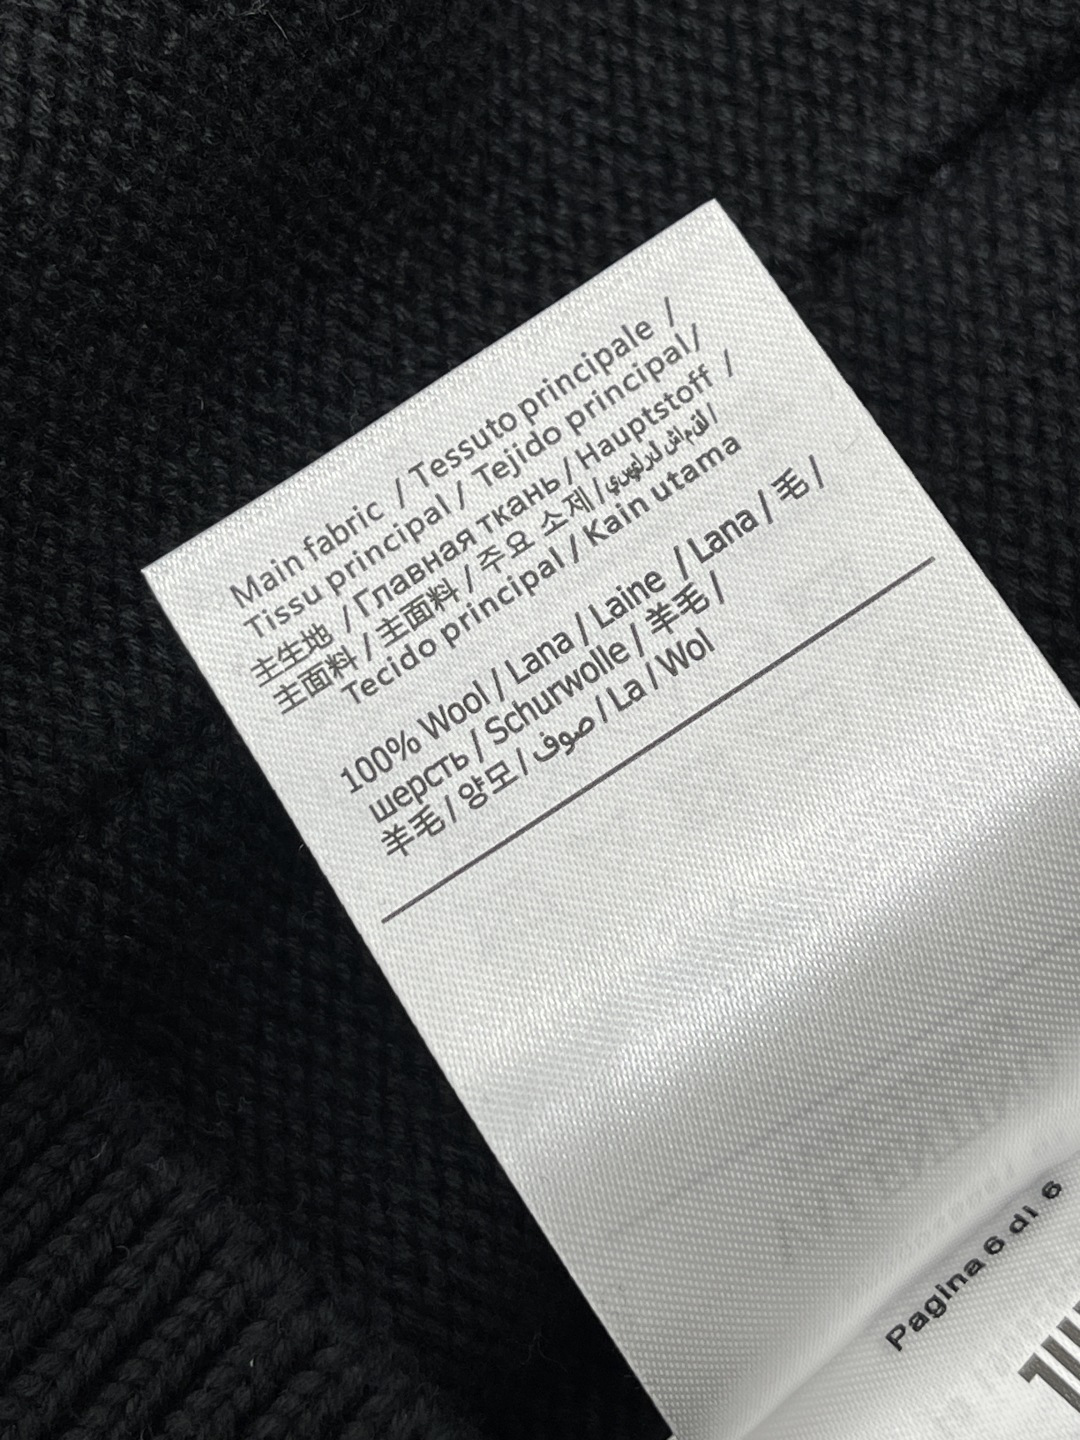 Main fabric / Tessuto principale /
Tissu principal / Tejido principal/
主生地 / Главная ткань / Hauptstoff /
主面料 / 主面料 / 주요 소제/
Tecido principal / Kain utama
100% Wool / Lana / Laine / Lana / 毛 /
шерсть / Schurwolle / 羊毛 /
羊毛 / 양모 / صوف / La / Wol
Pagina 6 di 6